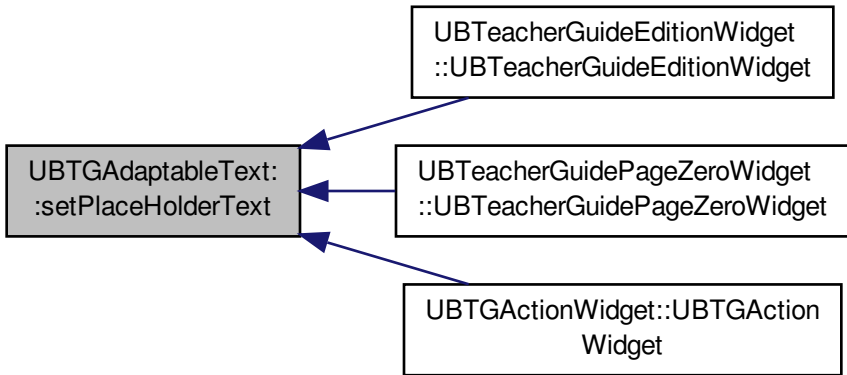 UBTeacherGuideEditionWidget
::UBTeacherGuideEditionWidget
UBTGAdaptableText:
:setPlaceHolderText
UBTeacherGuidePageZeroWidget
::UBTeacherGuidePageZeroWidget
UBTGActionWidget::UBTGAction
Widget